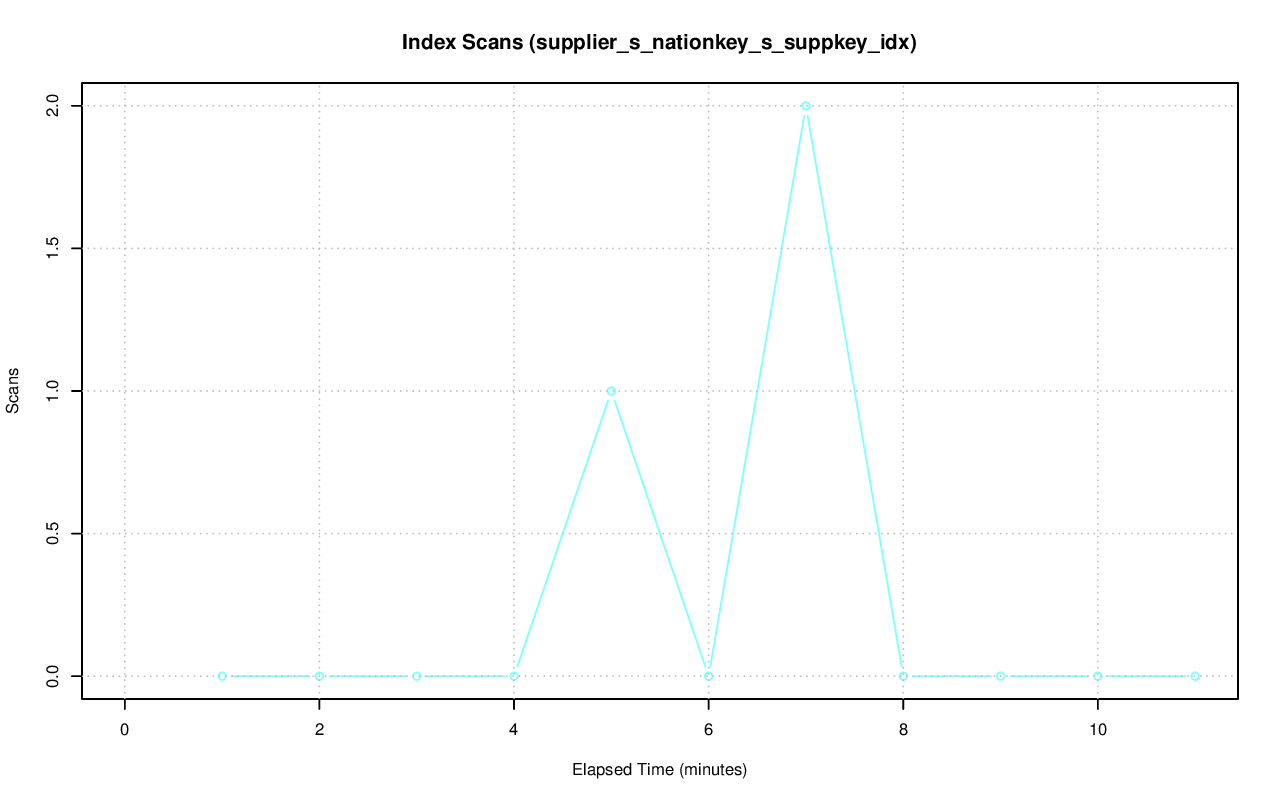 Index Scans (supplier_s_nationkey_s_suppkey_idx)
2.0
1.5
1.0
0.5
0.0
Scans
0 2 4 6 8 10
Elapsed Time (minutes)